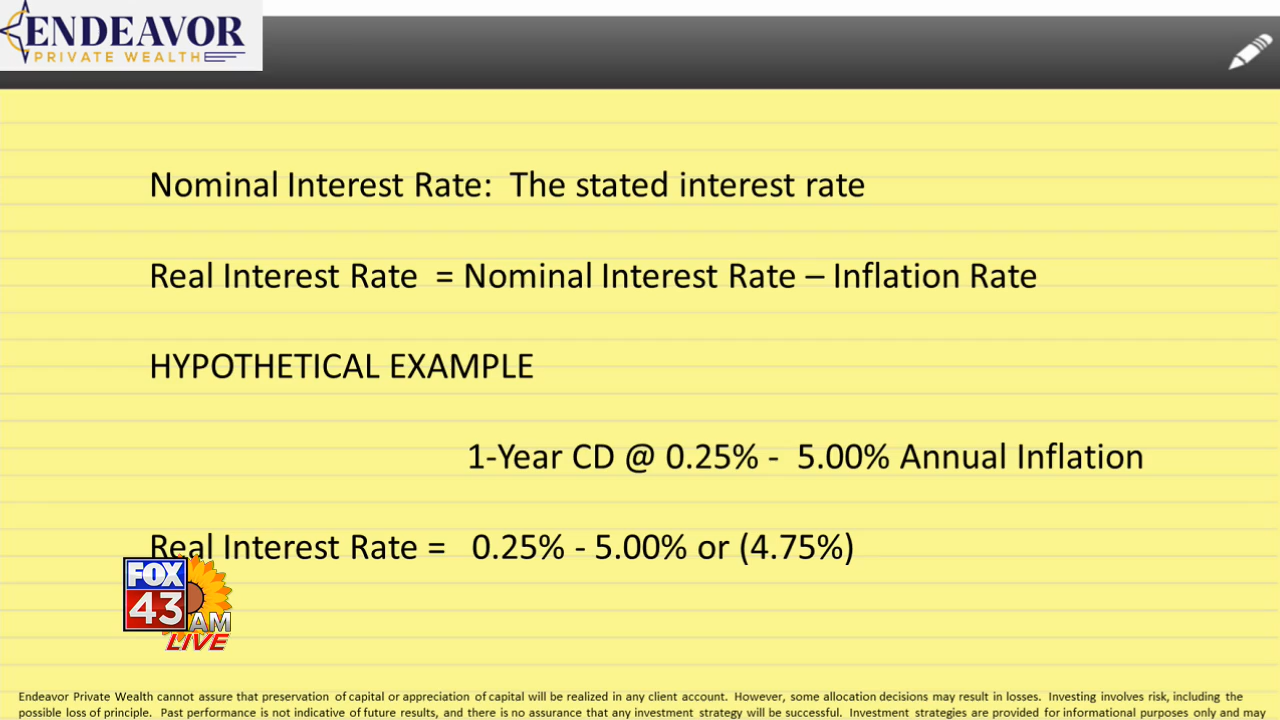 ENDEAVOR
PRIVATE WEALTH
Nominal Interest Rate:  The stated interest rate
Real Interest Rate  = Nominal Interest Rate – Inflation Rate
HYPOTHETICAL EXAMPLE
1-Year CD @ 0.25% -  5.00% Annual Inflation
Real Interest Rate =   0.25% - 5.00% or (4.75%)
FOX
43
AM
LIVE
Endeavor Private Wealth cannot assure that preservation of capital or appreciation of capital will be realized in any client account.  However, some allocation decisions may result in losses.  Investing involves risk, including the
possible loss of principle.  Past performance is not indicative of future results, and there is no assurance that any investment strategy will be successful.  Investment strategies are provided for informational purposes only and may